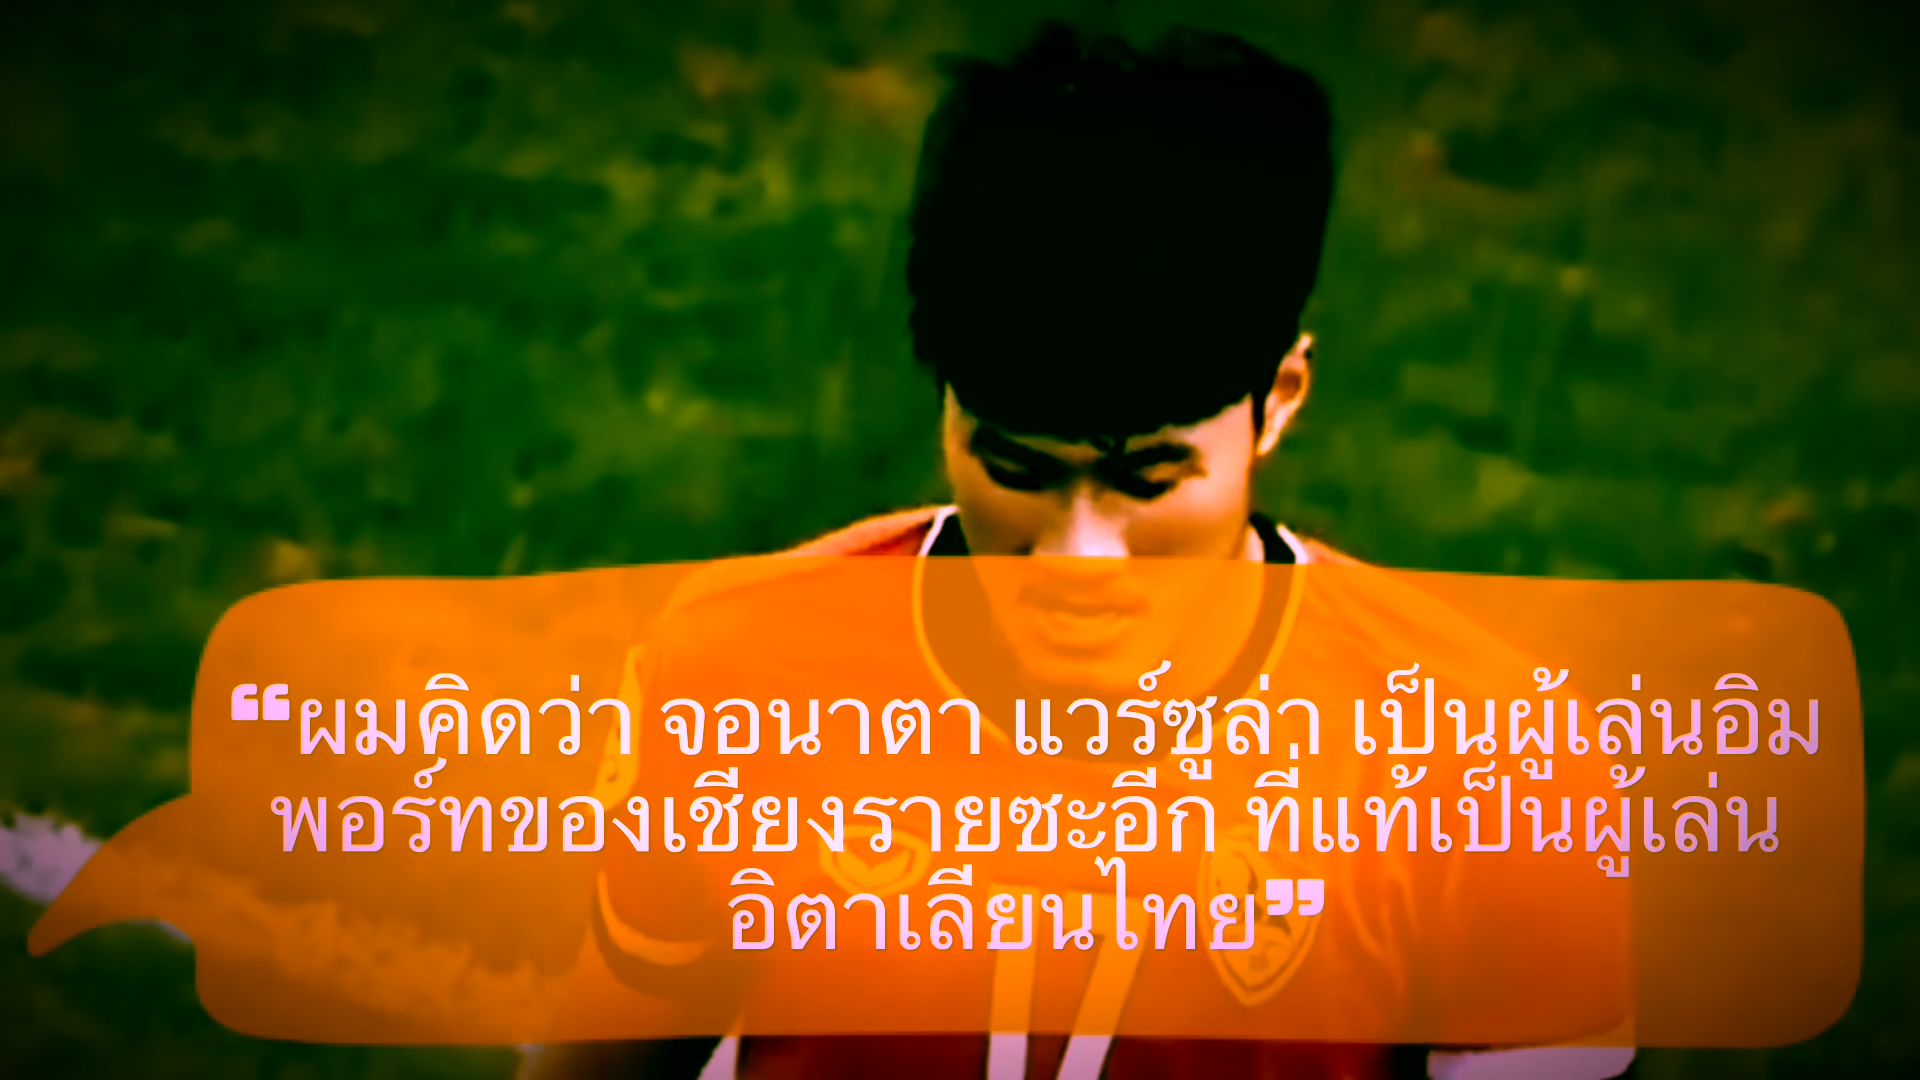 “ผมคิดว่า จอนาตา แวร์ซูล่า เป็นผู้เล่นอิม
พอร์ทของเชียงรายซะอีก ที่แท้เป็นผู้เล่น
อิตาเลียนไทย”
17